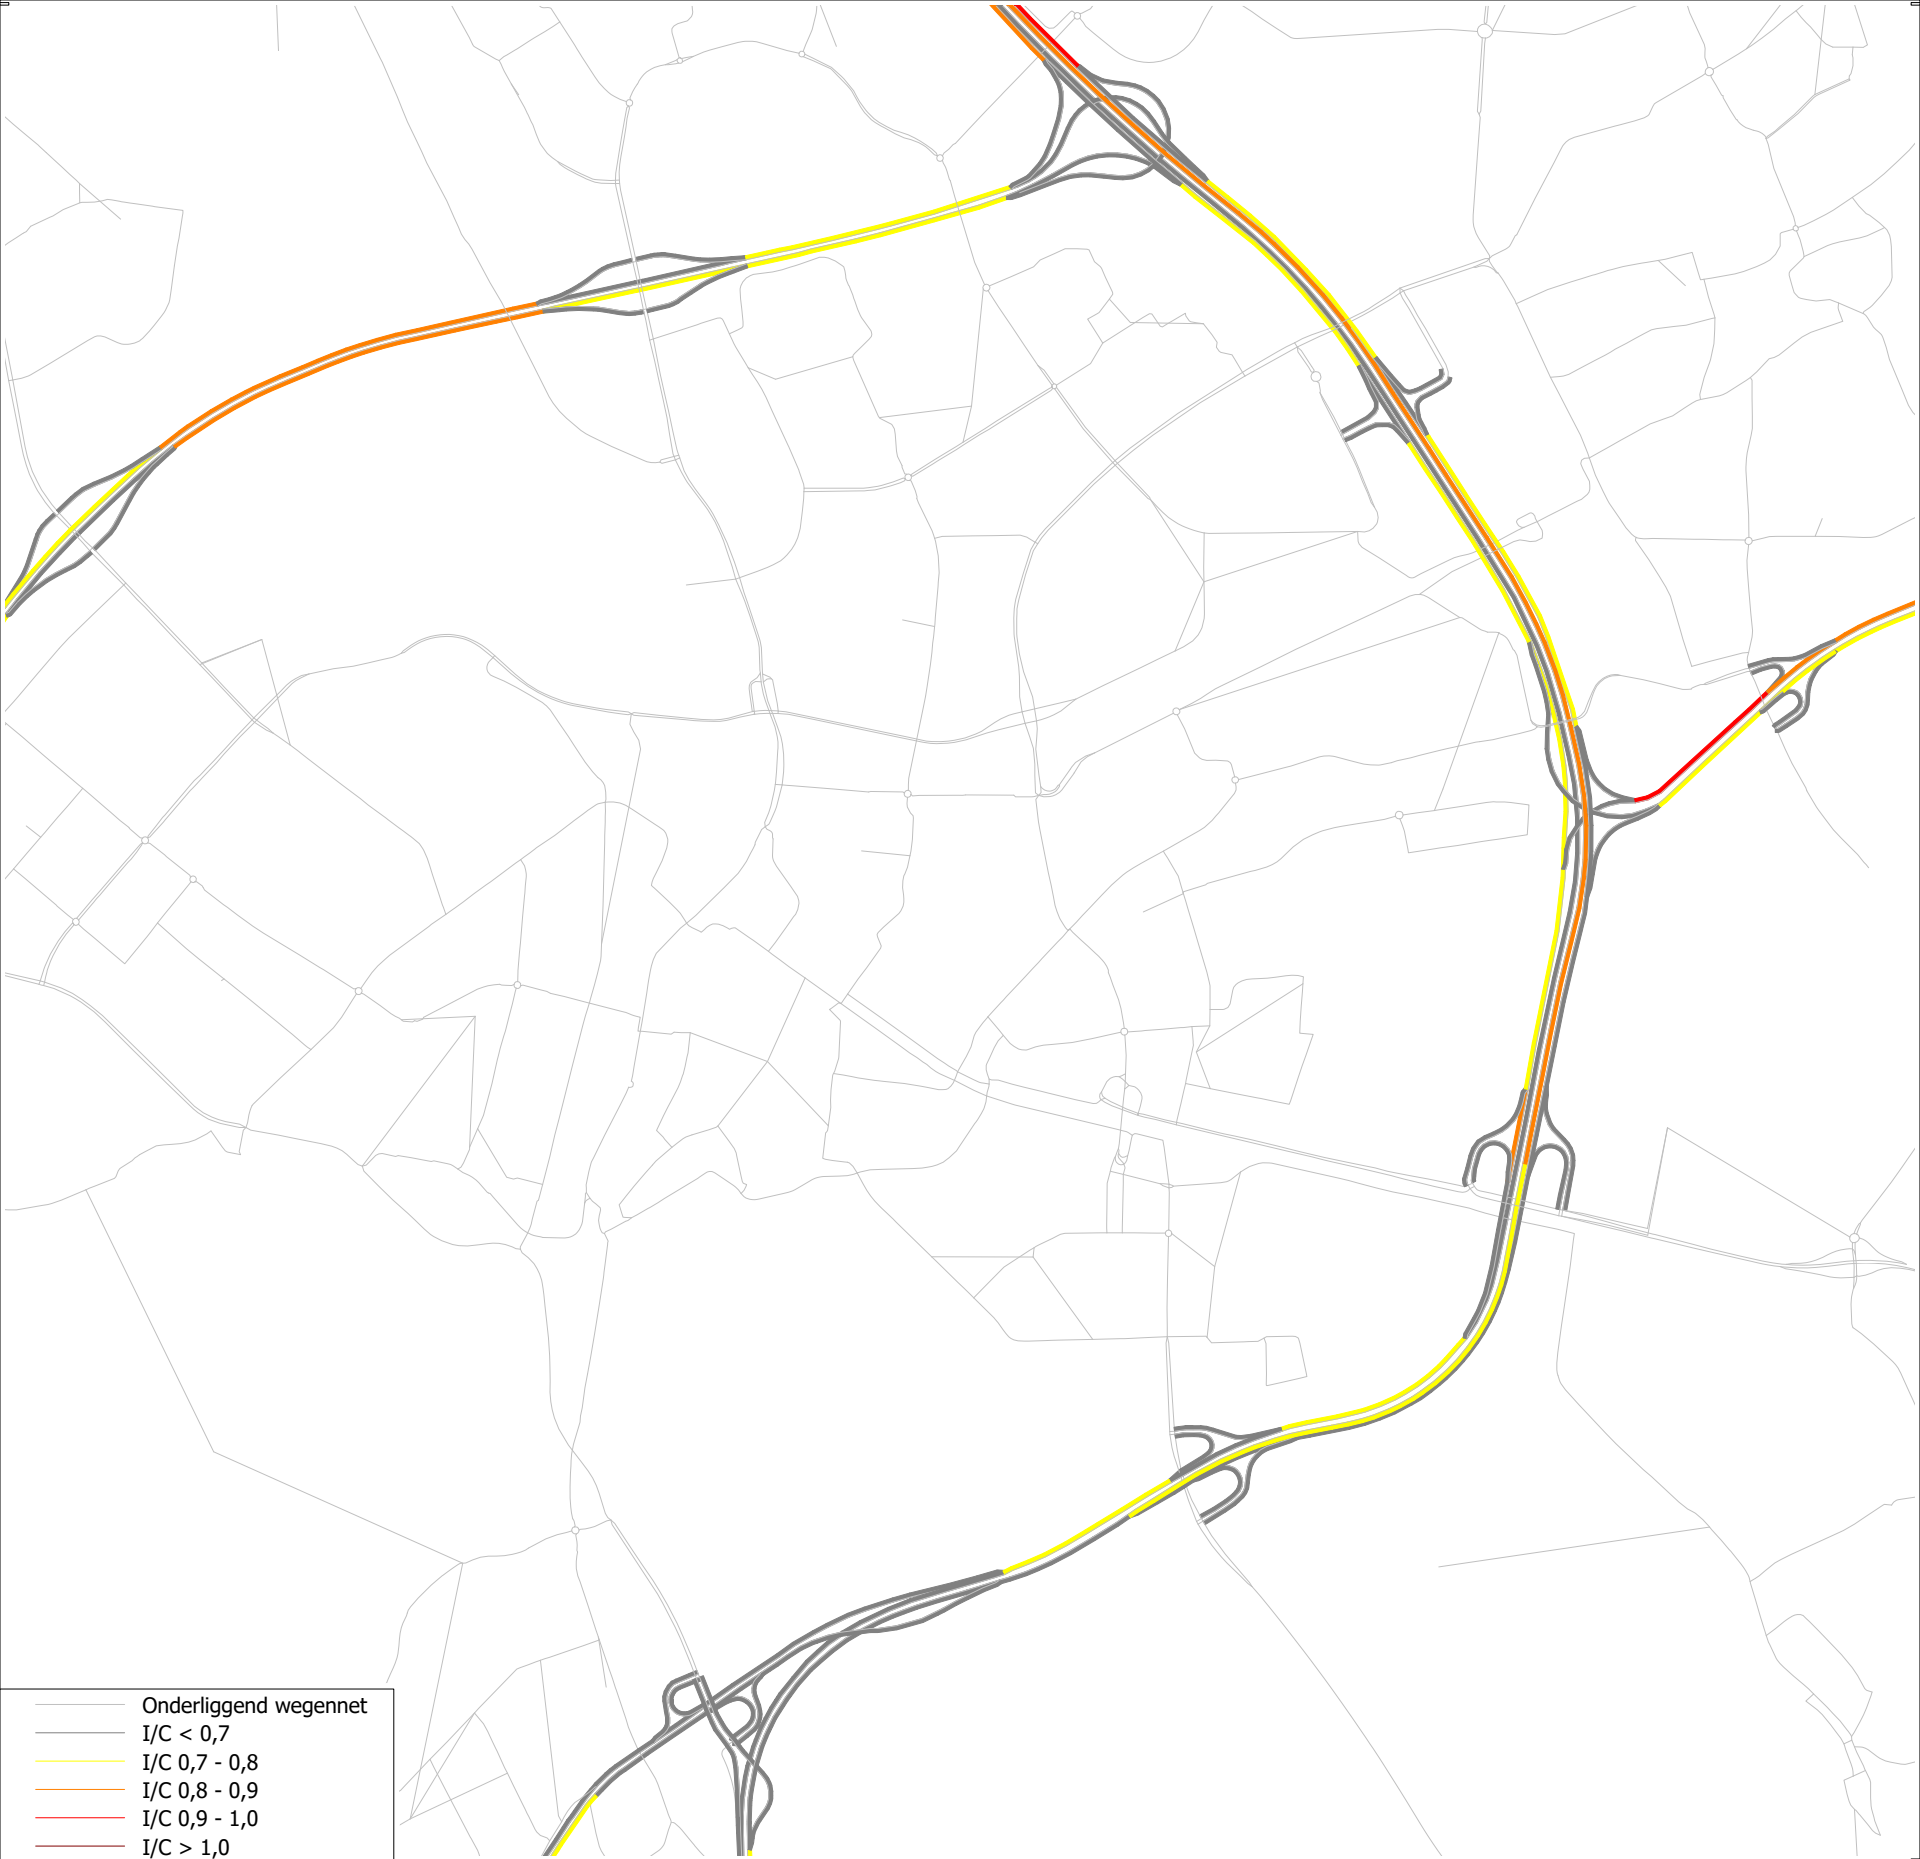 Onderliggend wegennet
I/C < 0,7
I/C 0,7 - 0,8
I/C 0,8 - 0,9
I/C 0,9 - 1,0
I/C > 1,0